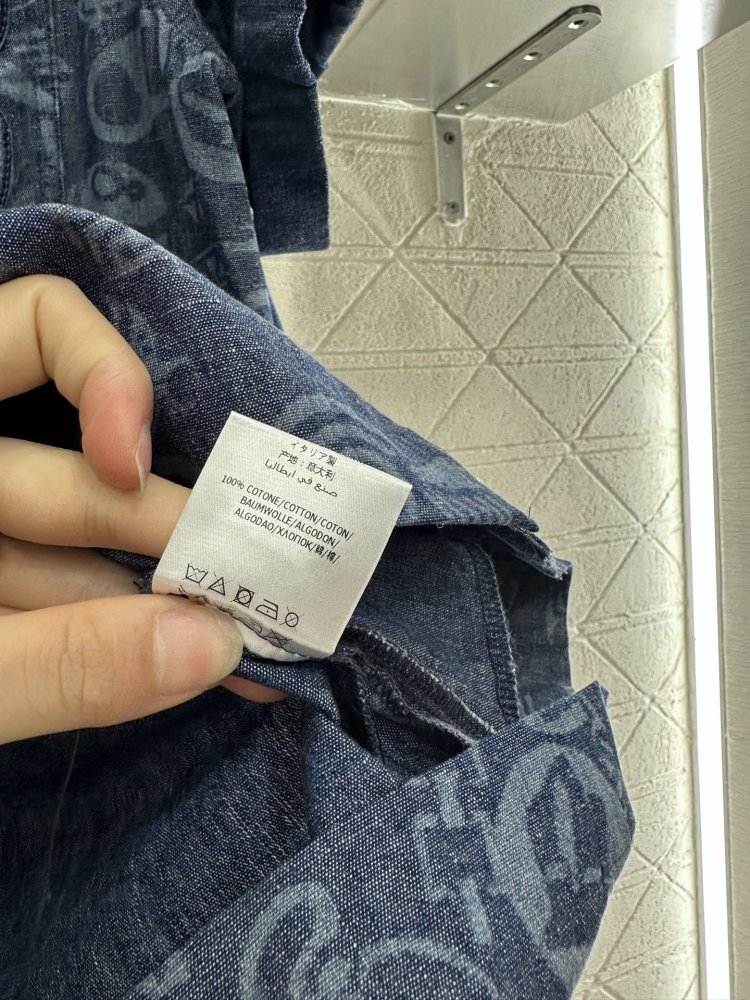 イタリア製
产地：意大利
صنع في ايطاليا
100% COTONE/COTTON/COTON/
BAUMWOLLE/ALGODON/
ALGODAO/ХЛОПОК/綿/棉/